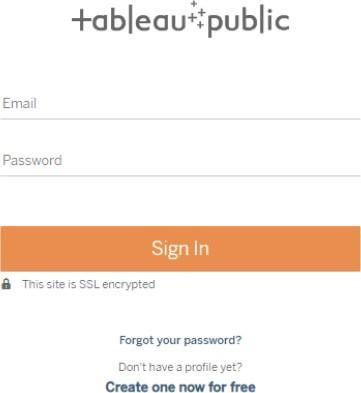 +ableau public
Email
Password
Sign In
This site is SSL encrypted
Forgot your password?
Don't have a profile yet?
Create one now for free